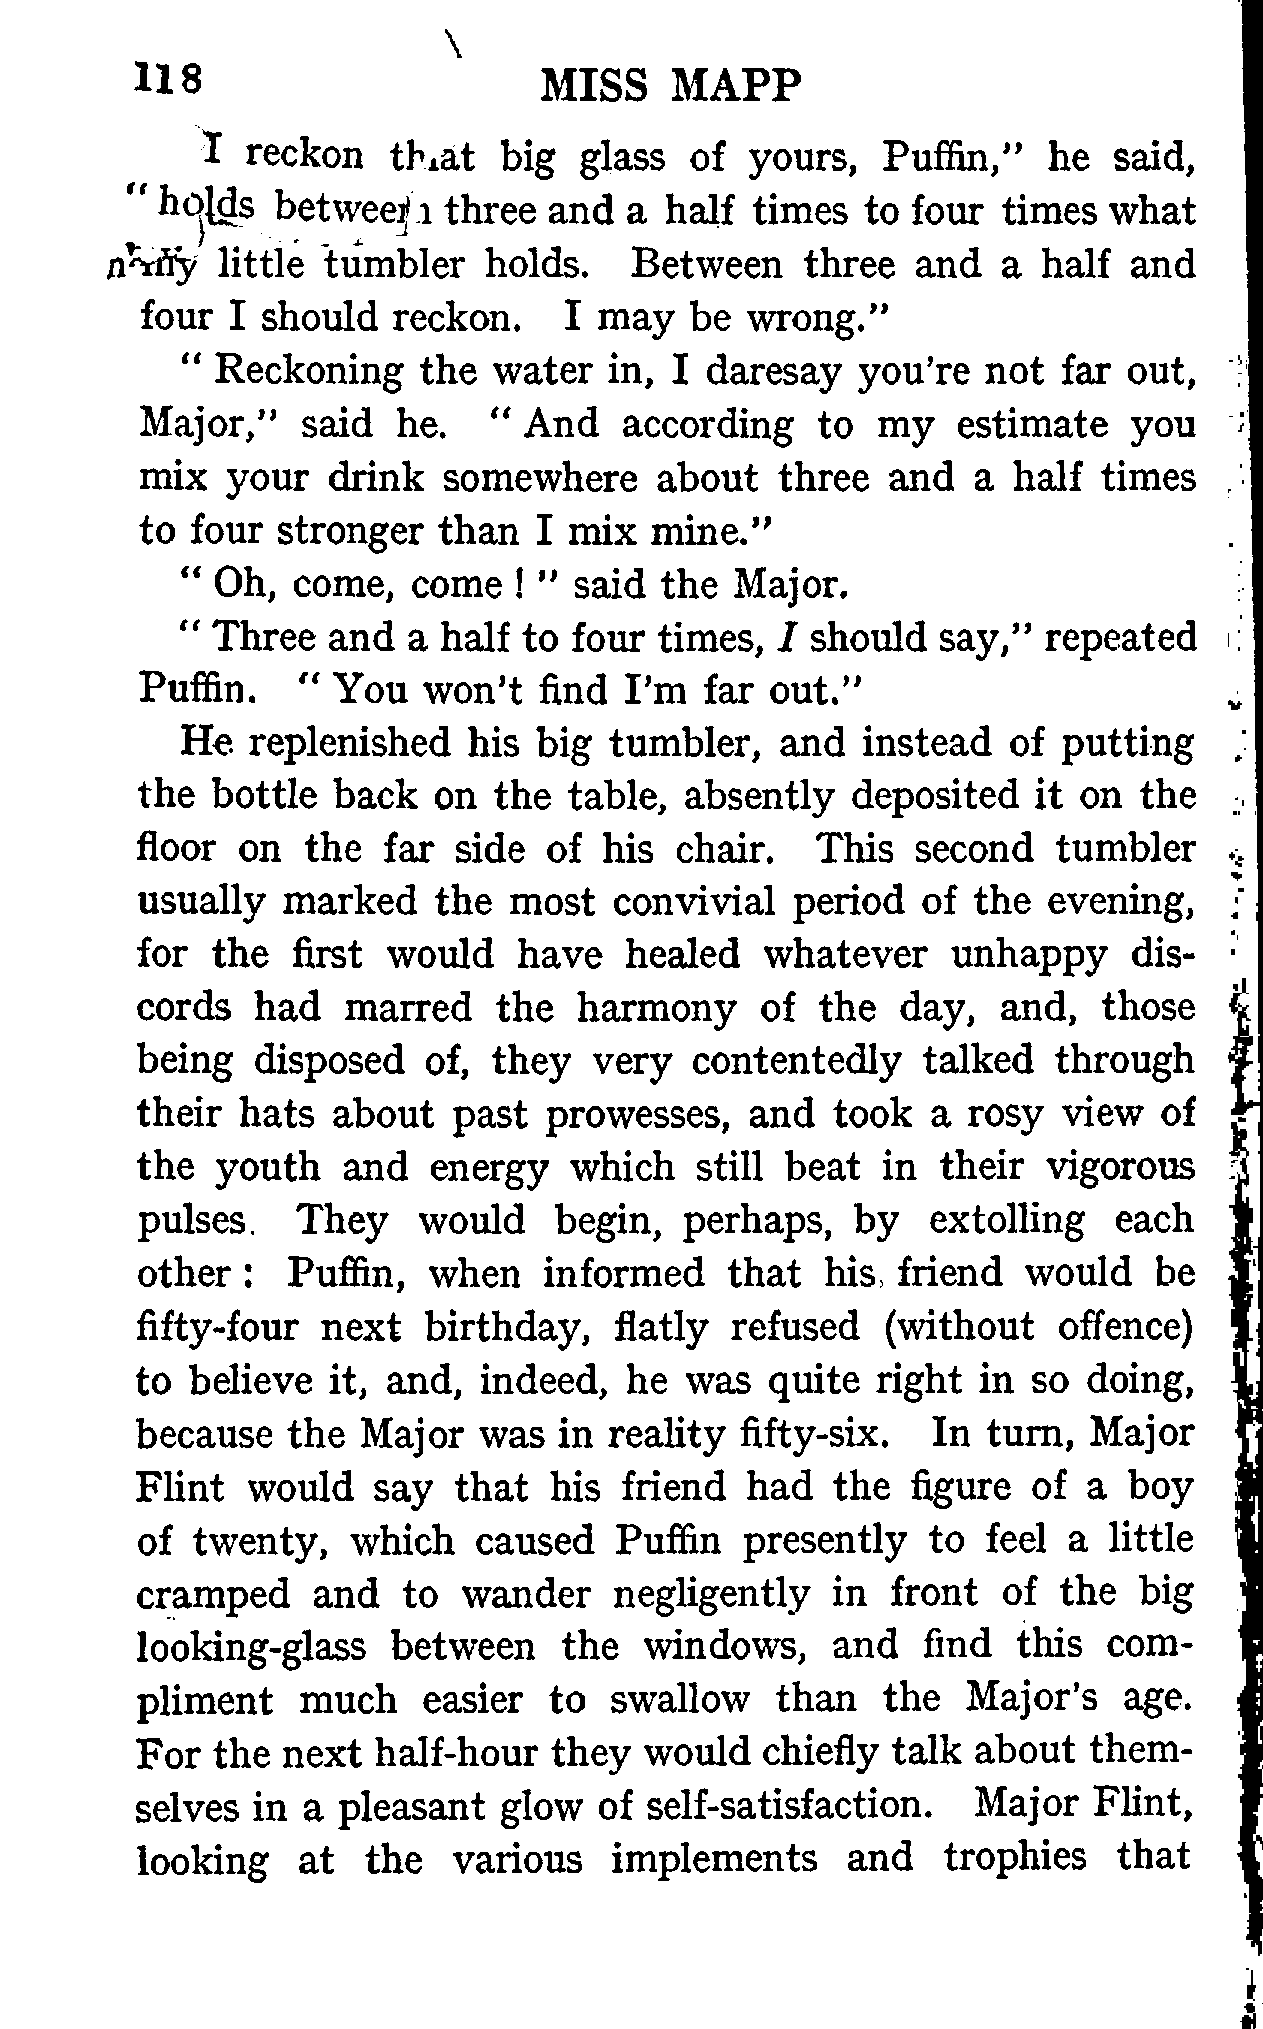 118 MISS MAPP
I reckon that big glass of yours, Puffin," he said,
"holds between three and a half times to four times what
my little tumbler holds. Between three and a half and
four I should reckon. I may be wrong."
"Reckoning the water in, I daresay you're not far out,
Major," said he. "And according to my estimate you
mix your drink somewhere about three and a half times
to four stronger than I mix mine."
"Oh, come, come!" said the Major.
"Three and a half to four times, I should say," repeated
Puffin. "You won't find I'm far out."
He replenished his big tumbler, and instead of putting
the bottle back on the table, absently deposited it on the
floor on the far side of his chair. This second tumbler
usually marked the most convivial period of the evening,
for the first would have healed whatever unhappy dis-
cords had marred the harmony of the day, and, those
being disposed of, they very contentedly talked through
their hats about past prowesses, and took a rosy view of
the youth and energy which still beat in their vigorous
pulses. They would begin, perhaps, by extolling each
other: Puffin, when informed that his friend would be
fifty-four next birthday, flatly refused (without offence)
to believe it, and, indeed, he was quite right in so doing,
because the Major was in reality fifty-six. In turn, Major
Flint would say that his friend had the figure of a boy
of twenty, which caused Puffin presently to feel a little
cramped and to wander negligently in front of the big
looking-glass between the windows, and find this com-
pliment much easier to swallow than the Major's age.
For the next half-hour they would chiefly talk about them-
selves in a pleasant glow of self-satisfaction. Major Flint,
looking at the various implements and trophies that